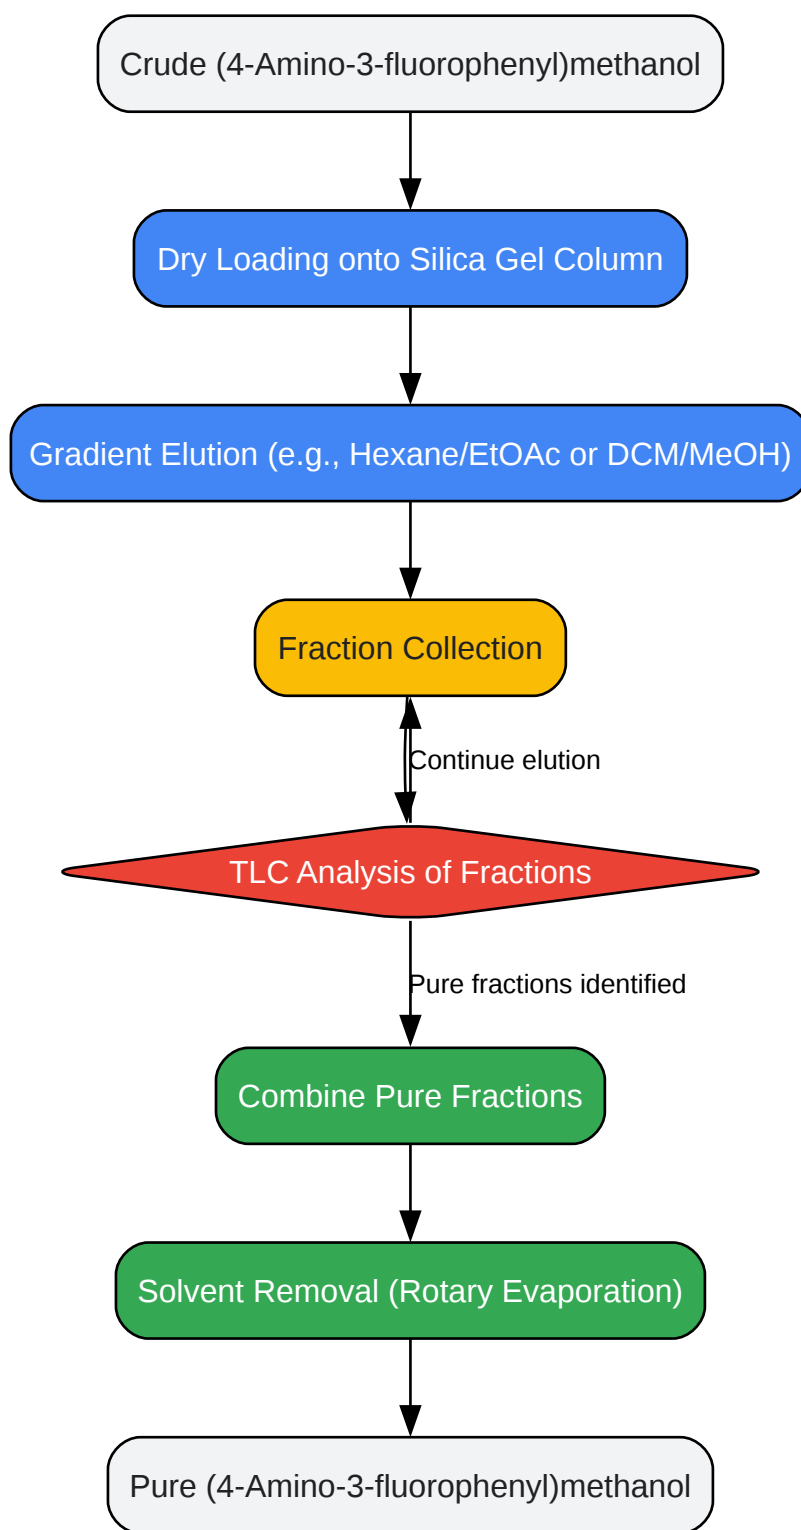 Crude (4-Amino-3-fluorophenyl)methanol
Dry Loading onto Silica Gel Column
Gradient Elution (e.g., Hexane/EtOAc or DCM/MeOH)
Fraction Collection
Continue elution
TLC Analysis of Fractions
Pure fractions identified
Combine Pure Fractions
Solvent Removal (Rotary Evaporation)
Pure (4-Amino-3-fluorophenyl)methanol